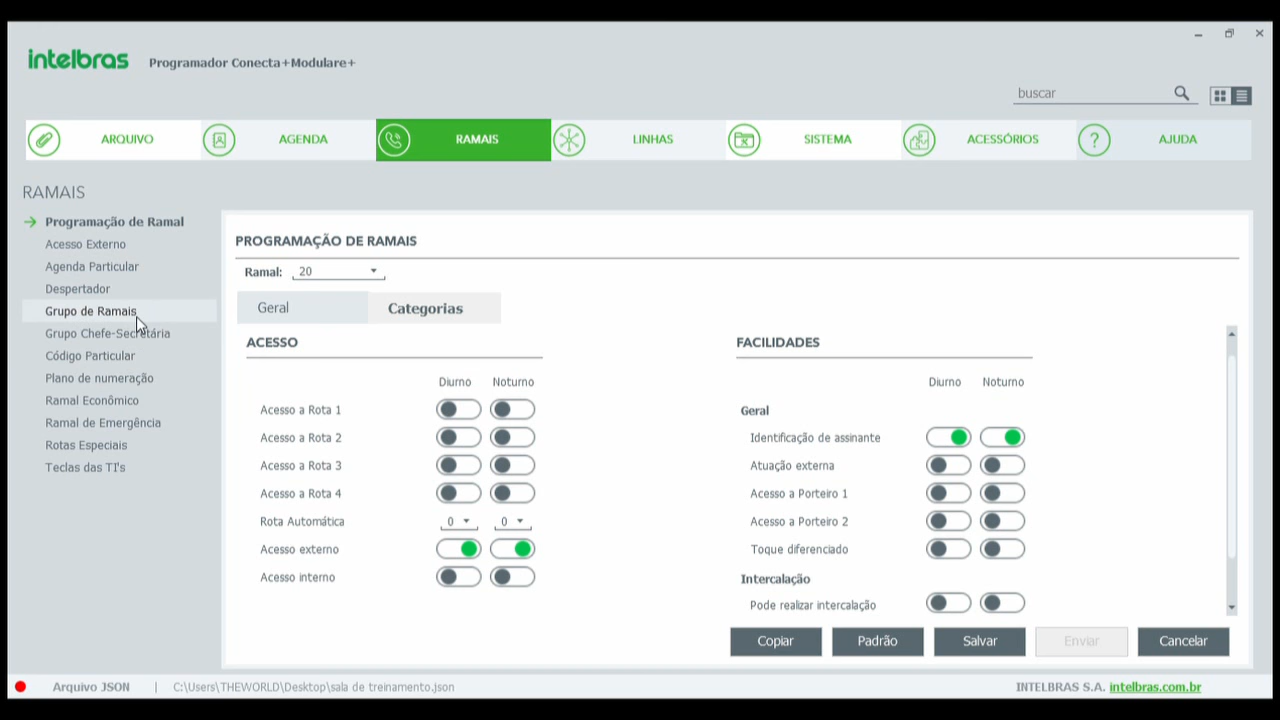 intelbras
Programador Conecta+Modulare+
buscar
ARQUIVO
AGENDA
RAMAIS
LINHAS
SISTEMA
ACESSÓRIOS
AJUDA
RAMAIS
Programação de Ramal
Acesso Externo
Agenda Particular
Despertador
Grupo de Ramais
Grupo Chefe-Secretária
Código Particular
Plano de numeração
Ramal Econômico
Ramal de Emergência
Rotas Especiais
Teclas das TI's
PROGRAMAÇÃO DE RAMAIS
Ramal: 20
Geral
Categorias
ACESSO
Diurno Noturno
Acesso a Rota 1
Acesso a Rota 2
Acesso a Rota 3
Acesso a Rota 4
Rota Automática 0 0
Acesso externo
Acesso interno
FACILIDADES
Diurno Noturno
Geral
Identificação de assinante
Atuação externa
Acesso a Porteiro 1
Acesso a Porteiro 2
Toque diferenciado
Intercalação
Pode realizar intercalação
Copiar
Padrão
Salvar
Enviar
Cancelar
Arquivo JSON | C:\Users\THEWORLD\Desktop\sala de treinamento.json
INTELBRAS S.A. intelbras.com.br